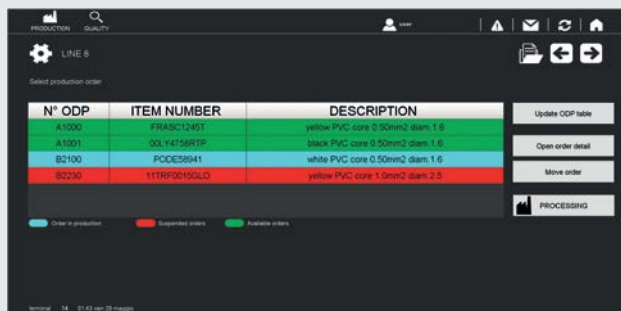 PRODUCTION QUALITY
user
LINE 8
Select production order
N° ODP ITEM NUMBER DESCRIPTION
A1000 FRASC1245T yellow PVC core 0.50mm2 diam.1.6
A1001 00LY4758RTP black PVC core 0.50mm2 diam.1.6
B2100 PODE58941 white PVC core 0.50mm2 diam.1.6
B2230 11TRF0015GLO yellow PVC core 1.0mm2 diam.2.5
Update ODP table
Open order detail
Move order
PROCESSING
Order in production Suspended orders Available orders
terminal 14 01:43 ven 29 maggio